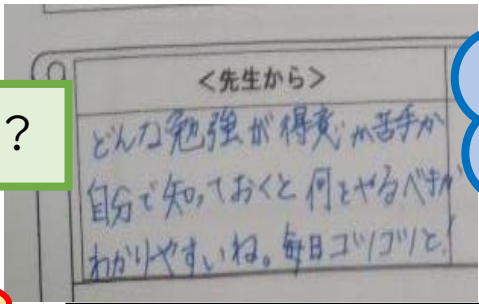 <先生から>
?
どんな勉強が得意か苦手か
自分で知っておくと何をやるべきか
わかりやすいね。毎日コツコツと!